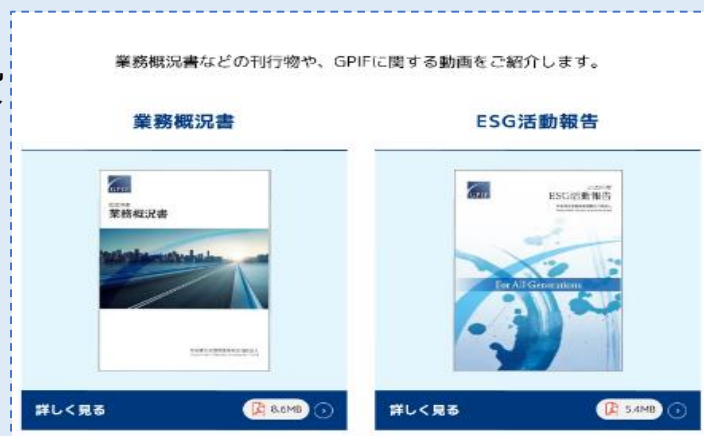 業務概況書などの刊行物や、GPIFに関する動画をご紹介します。
業務概況書
ESG活動報告
GPIF
業務概況書
GPIF
ESG活動報告
For All Generations
詳しく見る
8.6MB
詳しく見る
5.4MB